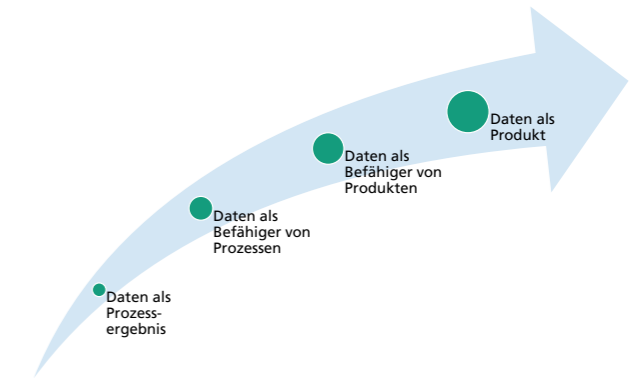 Daten als
Prozess-
ergebnis
Daten als
Befähiger von
Prozessen
Daten als
Befähiger von
Produkten
Daten als
Produkt